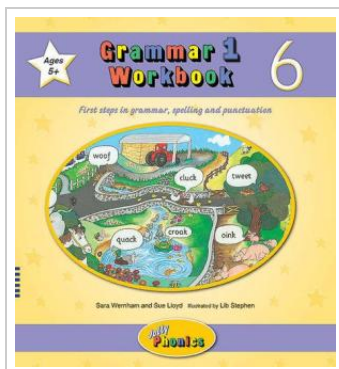 Ages
5+
Grammar 1
Workbook
6
First steps in grammar, spelling and punctuation
woof
cluck
tweet
quack
croak
oink
Sara Wernham and Sue Lloyd Illustrated by Lib Stephen
Jolly
Phonics